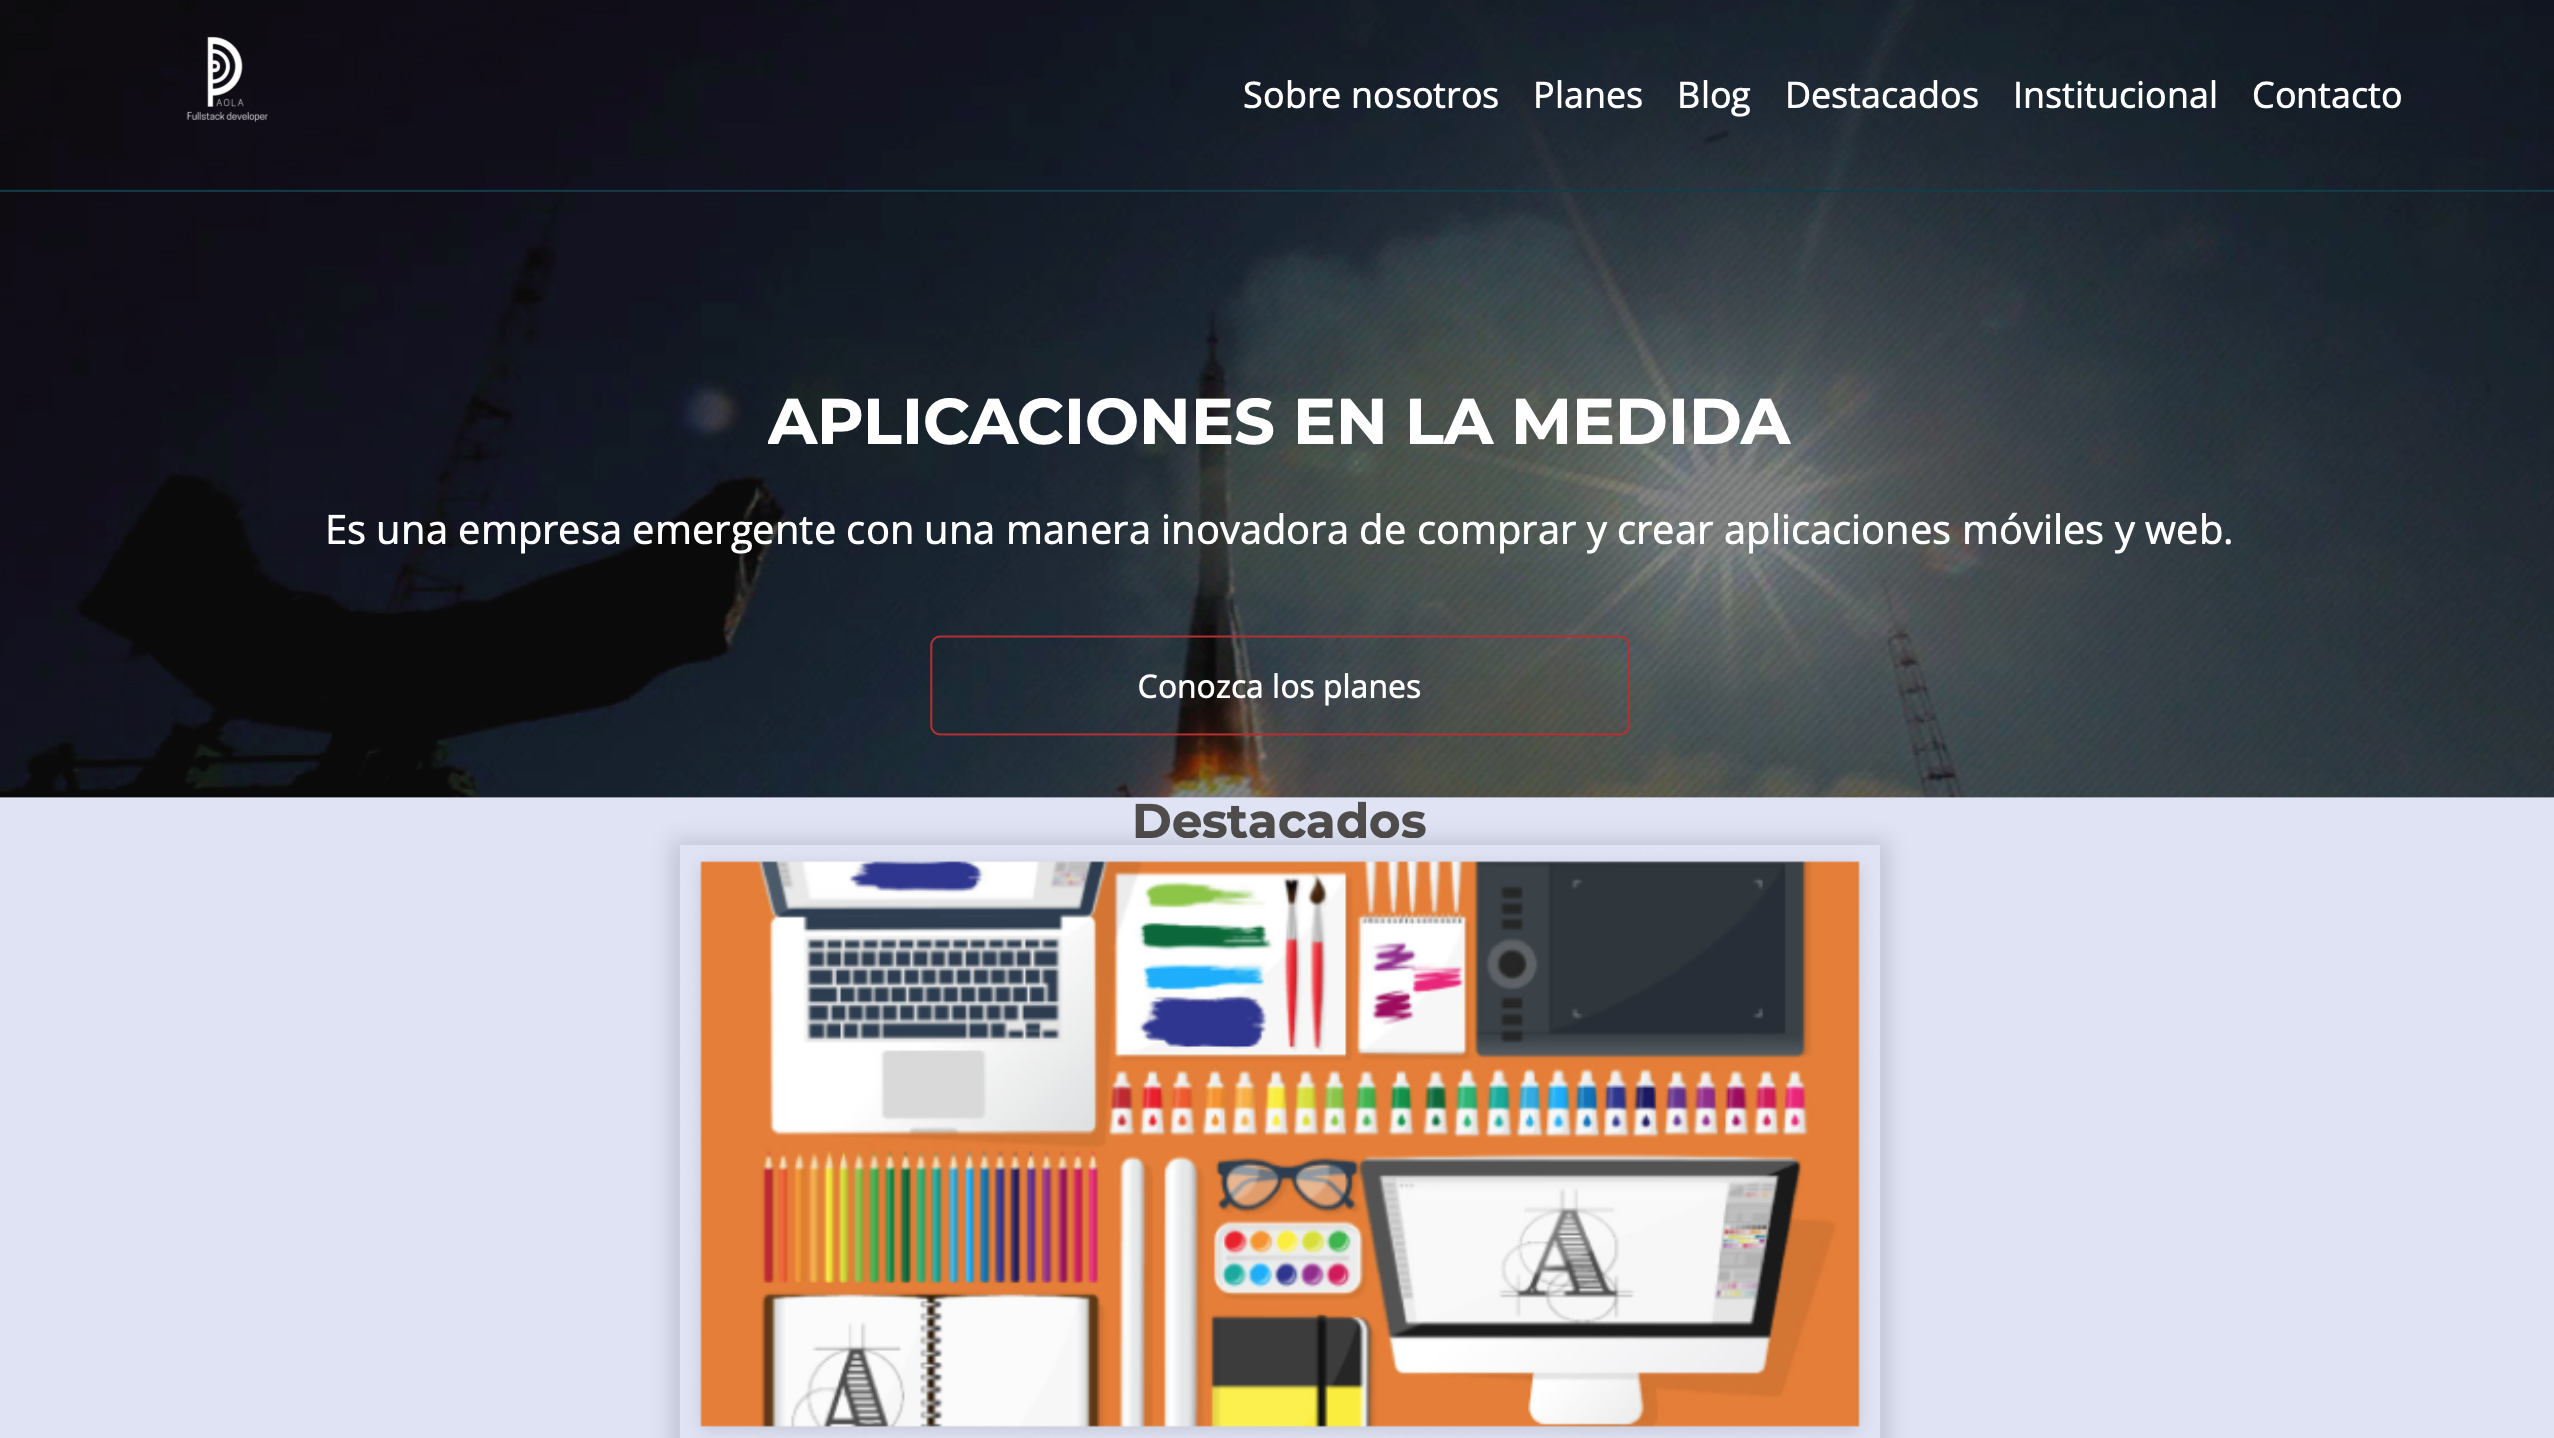 AOLA
Fullstack developer
Sobre nosotros Planes Blog Destacados Institucional Contacto
APLICACIONES EN LA MEDIDA
Es una empresa emergente con una manera inovadora de comprar y crear aplicaciones móviles y web.
Conozca los planes
Destacados
A
A